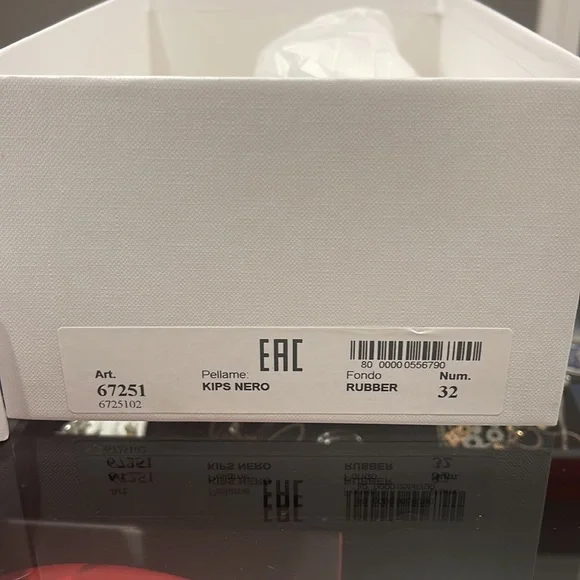 EAC
80 0000 0556790
Art. Pellame: Fondo Num.
67251 KIPS NERO RUBBER 32
6725102